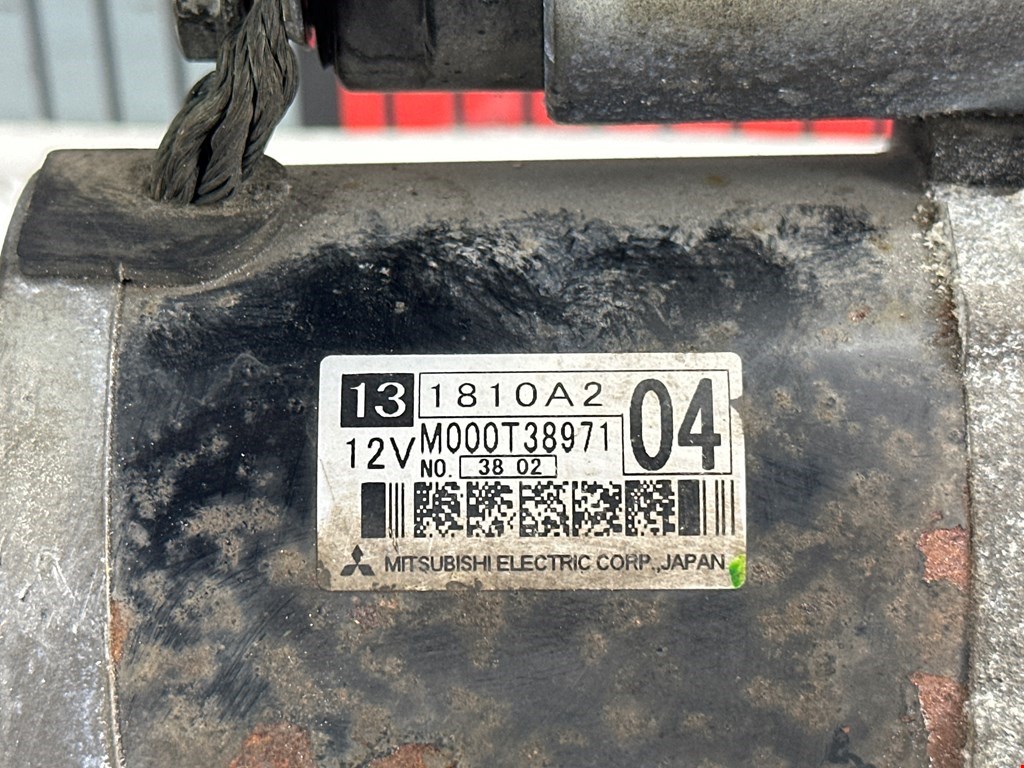 13 1810A2 04
12V M000T38971
NO. 38 02
MITSUBISHI ELECTRIC CORP.,JAPAN